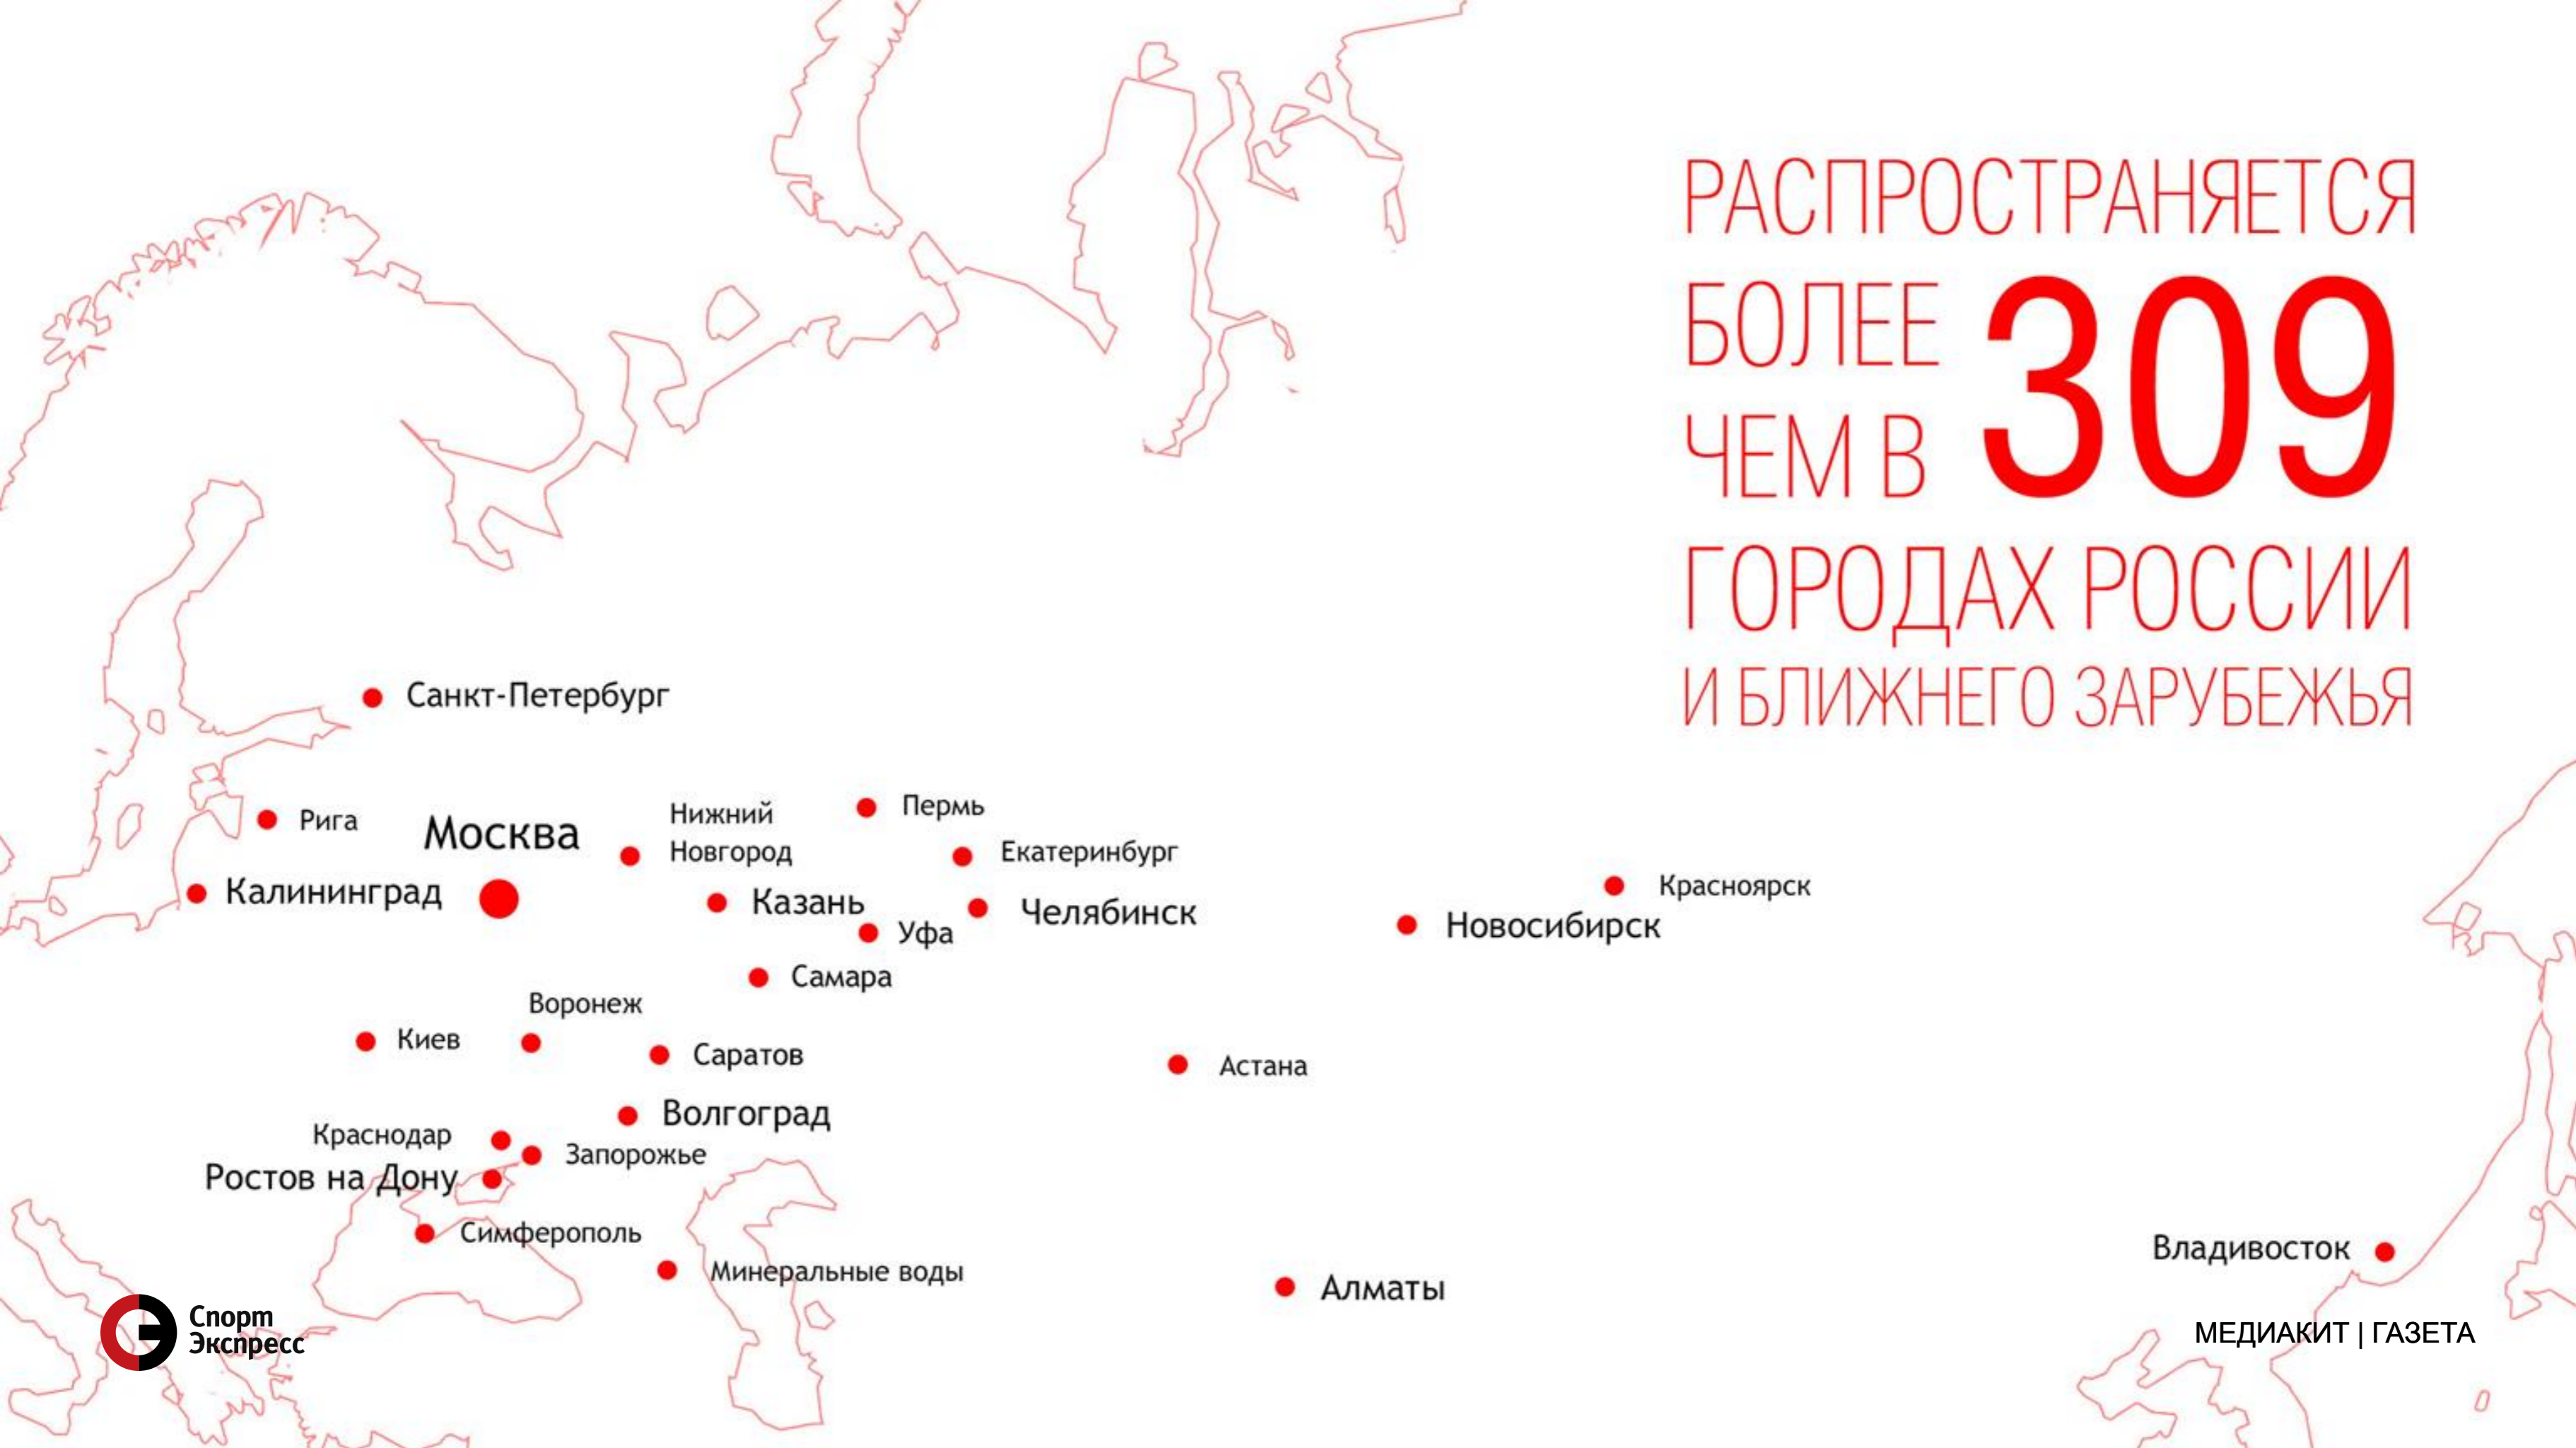 РАСПРОСТРАНЯЕТСЯ
БОЛЕЕ
ЧЕМ В 309
ГОРОДАХ РОССИИ
И БЛИЖНЕГО ЗАРУБЕЖЬЯ
Санкт-Петербург
Рига
Москва
Нижний
Новгород
Пермь
Екатеринбург
Калининград
Казань
Челябинск
Уфа
Красноярск
Новосибирск
Самара
Воронеж
Киев
Саратов
Астана
Волгоград
Краснодар
Запорожье
Ростов на Дону
Симферополь
Минеральные воды
Алматы
Владивосток
Спорт
Экспресс
МЕДИАКИТ | ГАЗЕТА